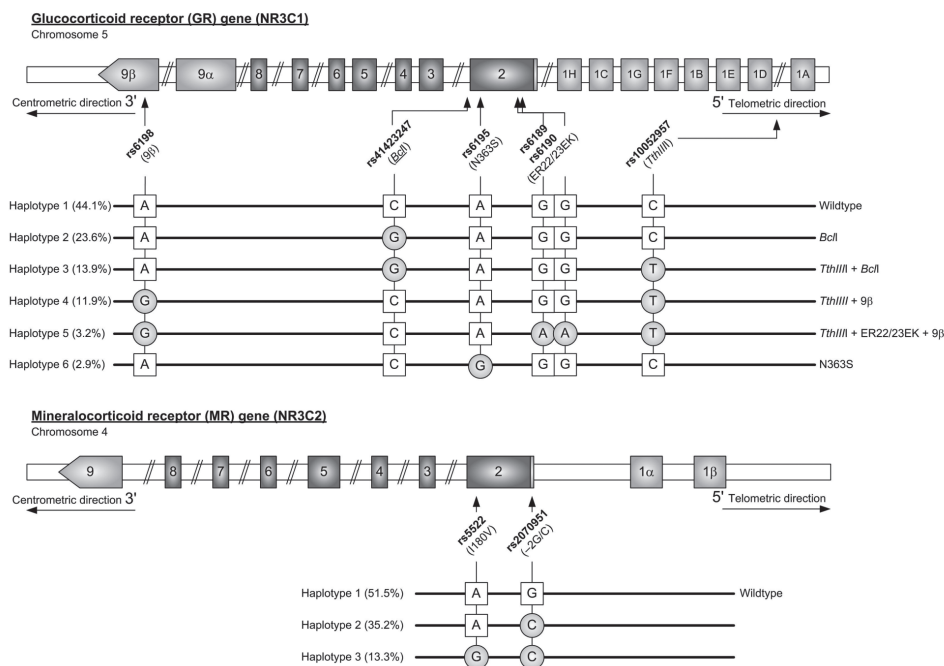 Glucocorticoid receptor (GR) gene (NR3C1)
Chromosome 5
9β 9α 8 7 6 5 4 3 2 1H 1C 1G 1F 1B 1E 1D 1A
Centrometric direction 3' 5' Telometric direction
rs6198
(9β)
rs41423247
(BclI)
rs6195
(N363S)
rs6189
rs6190
(ER22/23EK)
rs10052957
(TthIIII)
Haplotype 1 (44.1%) A C A G G C Wildtype
Haplotype 2 (23.6%) A G A G G C BclI
Haplotype 3 (13.9%) A G A G G T TthIIII + BclI
Haplotype 4 (11.9%) G C A G G T TthIIII + 9β
Haplotype 5 (3.2%) G C A A A T TthIIII + ER22/23EK + 9β
Haplotype 6 (2.9%) A C G G G C N363S
Mineralocorticoid receptor (MR) gene (NR3C2)
Chromosome 4
9 8 7 6 5 4 3 2 1α 1β
Centrometric direction 3' 5' Telometric direction
rs5522
(I180V)
rs2070951
(–2G/C)
Haplotype 1 (51.5%) A G Wildtype
Haplotype 2 (35.2%) A C
Haplotype 3 (13.3%) G C